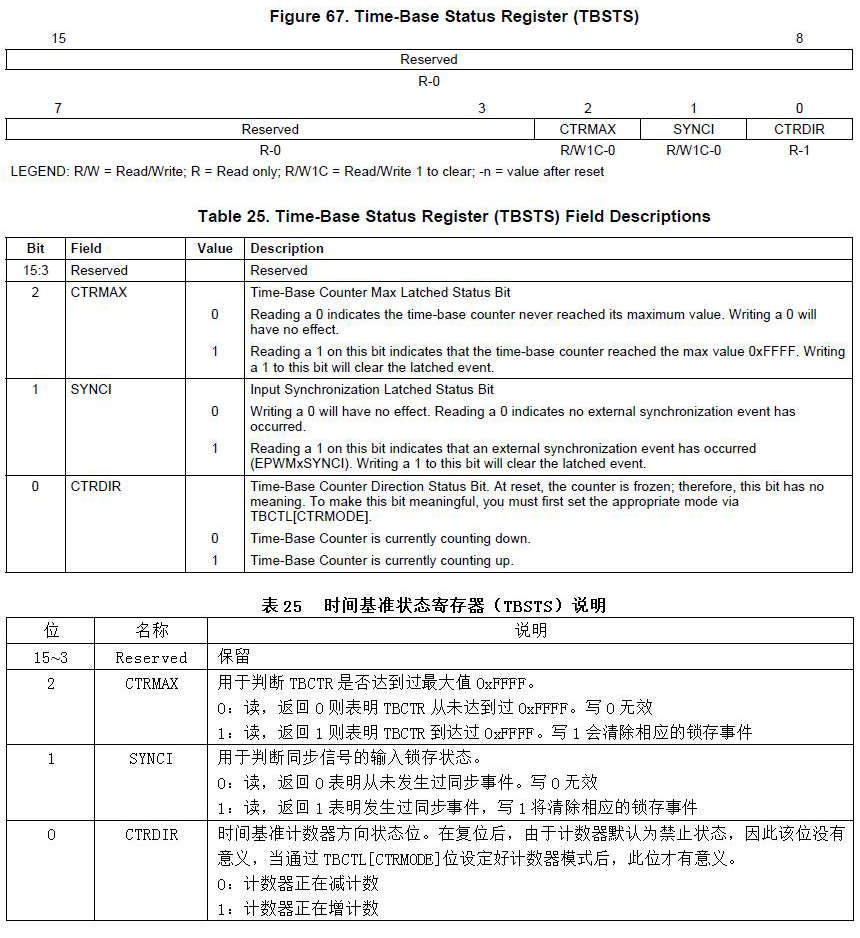 Figure 67. Time-Base Status Register (TBSTS)
15 8
Reserved
R-0
7 3 2 1 0
Reserved CTRMAX SYNCI CTRDIR
R-0 R/W1C-0 R/W1C-0 R-1
LEGEND: R/W = Read/Write; R = Read only; R/W1C = Read/Write 1 to clear; -n = value after reset
Table 25. Time-Base Status Register (TBSTS) Field Descriptions
Bit Field Value Description
15:3 Reserved Reserved
2 CTRMAX Time-Base Counter Max Latched Status Bit
0 Reading a 0 indicates the time-base counter never reached its maximum value. Writing a 0 will
have no effect.
1 Reading a 1 on this bit indicates that the time-base counter reached the max value 0xFFFF. Writing
a 1 to this bit will clear the latched event.
1 SYNCI Input Synchronization Latched Status Bit
0 Writing a 0 will have no effect. Reading a 0 indicates no external synchronization event has
occurred.
1 Reading a 1 on this bit indicates that an external synchronization event has occurred
(EPWMxSYNCI). Writing a 1 to this bit will clear the latched event.
0 CTRDIR Time-Base Counter Direction Status Bit. At reset, the counter is frozen; therefore, this bit has no
meaning. To make this bit meaningful, you must first set the appropriate mode via
TBCTL[CTRMODE].
0 Time-Base Counter is currently counting down.
1 Time-Base Counter is currently counting up.
表 25 时间基准状态寄存器（TBSTS）说明
位 名称 说明
15~3 Reserved 保留
2 CTRMAX 用于判断 TBCTR 是否达到过最大值 0xFFFF。
0：读，返回 0 则表明 TBCTR 从未达到过 0xFFFF。写 0 无效
1：读，返回 1 则表明 TBCTR 到达过 0xFFFF。写 1 会清除相应的锁存事件
1 SYNCI 用于判断同步信号的输入锁存状态。
0：读，返回 0 表明从未发生过同步事件。写 0 无效
1：读，返回 1 表明发生过同步事件，写 1 将清除相应的锁存事件
0 CTRDIR 时间基准计数器方向状态位。在复位后，由于计数器默认为禁止状态，因此该位没有
意义，当通过 TBCTL[CTRMODE]位设定好计数器模式后，此位才有意义。
0：计数器正在减计数
1：计数器正在增计数